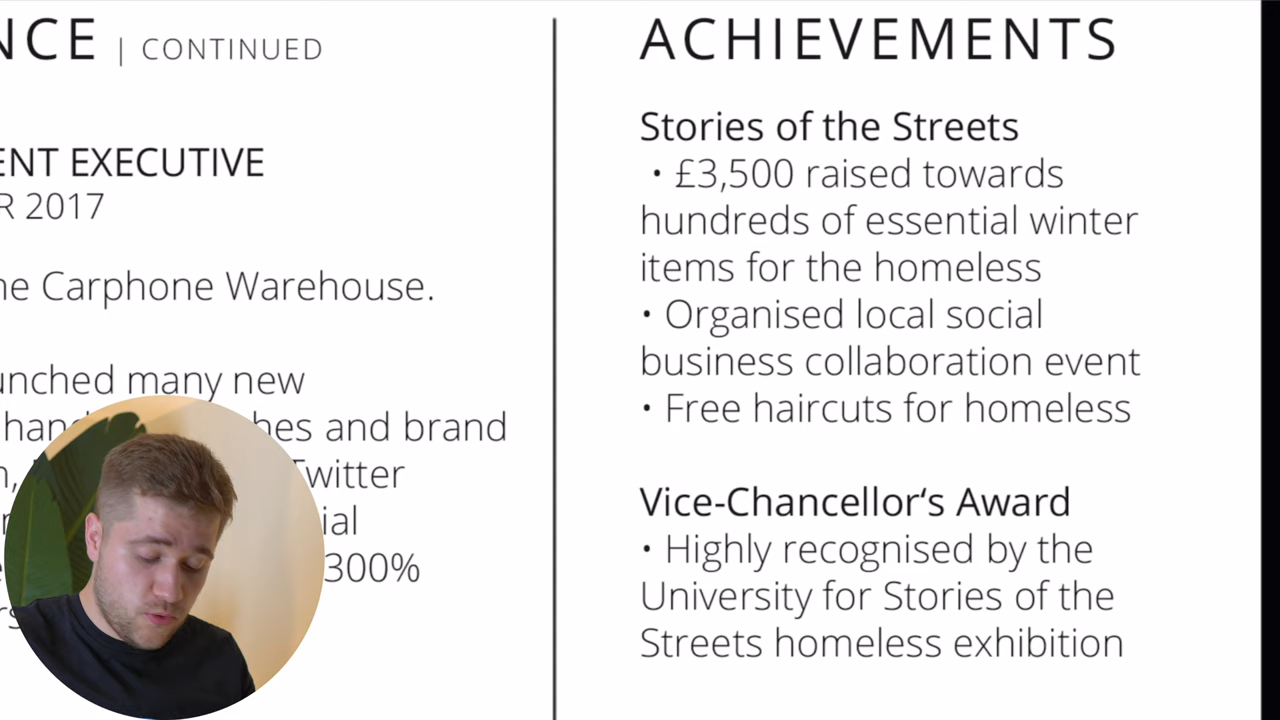 NCE | CONTINUED
ENT EXECUTIVE
R 2017
he Carphone Warehouse.
unched many new
hes and brand
Twitter
ial
300%
ACHIEVEMENTS
Stories of the Streets
• £3,500 raised towards
hundreds of essential winter
items for the homeless
• Organised local social
business collaboration event
• Free haircuts for homeless
Vice-Chancellor‘s Award
• Highly recognised by the
University for Stories of the
Streets homeless exhibition